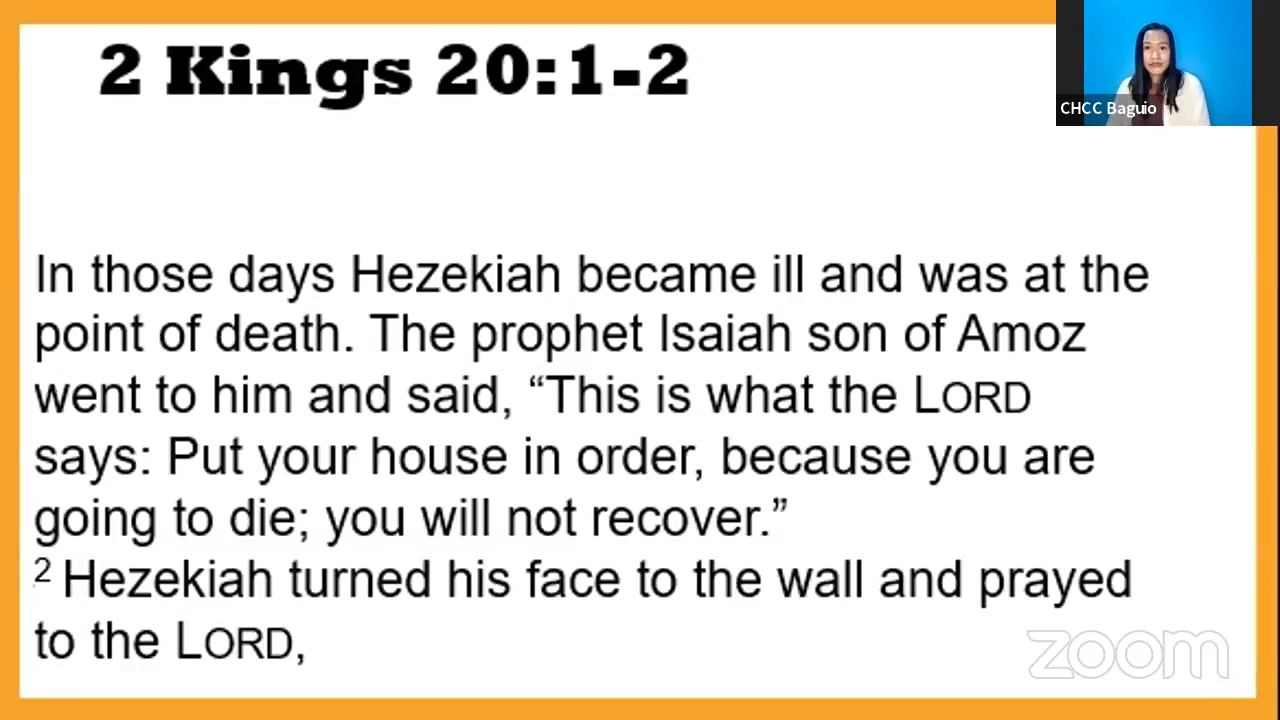 2 Kings 20:1-2
CHCC Baguio
In those days Hezekiah became ill and was at the
point of death. The prophet Isaiah son of Amoz
went to him and said, “This is what the LORD
says: Put your house in order, because you are
going to die; you will not recover.”
2 Hezekiah turned his face to the wall and prayed
to the LORD,
zoom